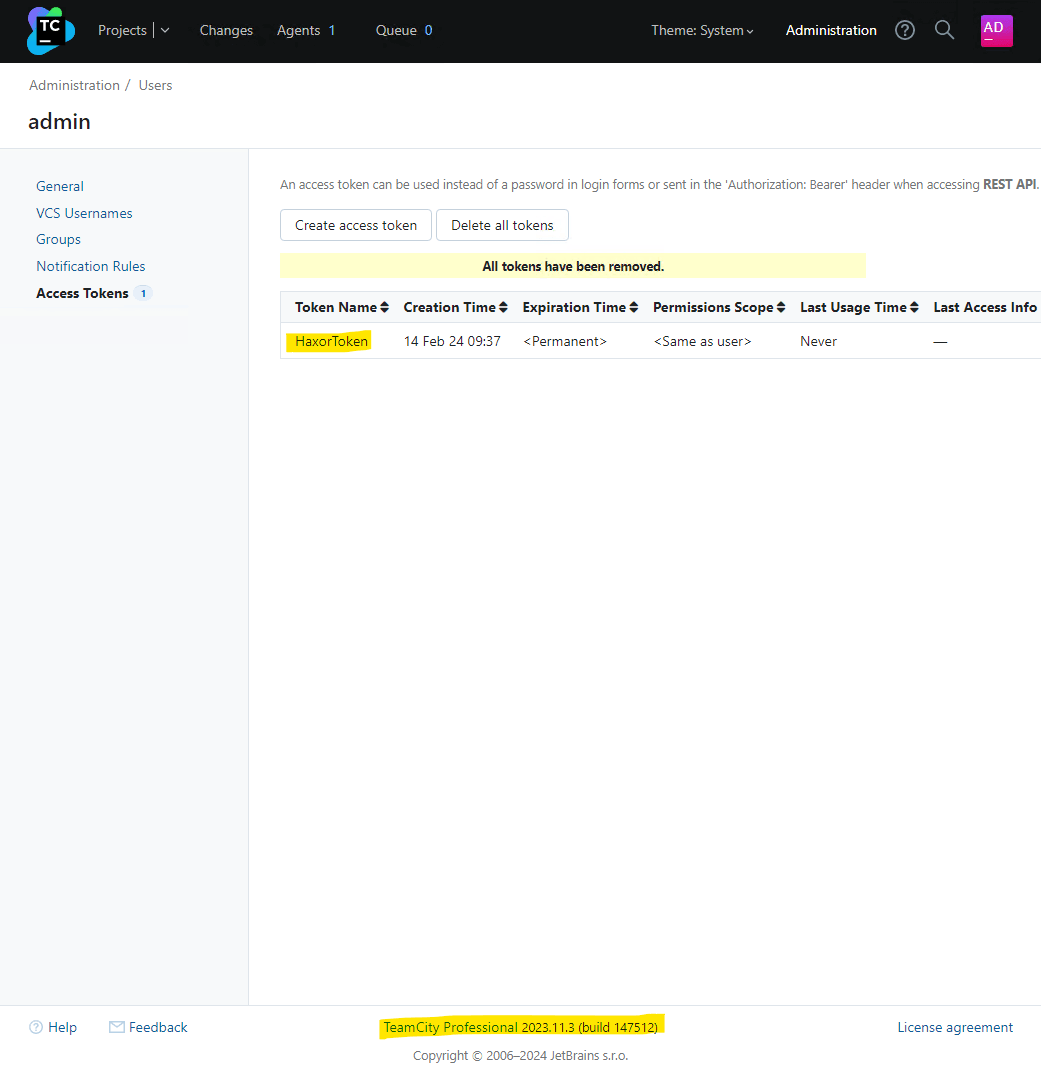 TC
Projects
Changes
Agents 1
Queue 0
Theme: System
Administration
?
AD
Administration / Users
admin
General
VCS Usernames
Groups
Notification Rules
Access Tokens 1
An access token can be used instead of a password in login forms or sent in the 'Authorization: Bearer' header when accessing REST API.
Create access token
Delete all tokens
All tokens have been removed.
Token Name Creation Time Expiration Time Permissions Scope Last Usage Time Last Access Info
HaxorToken 14 Feb 24 09:37 <Permanent> <Same as user> Never —
? Help
Feedback
TeamCity Professional 2023.11.3 (build 147512)
License agreement
Copyright © 2006–2024 JetBrains s.r.o.